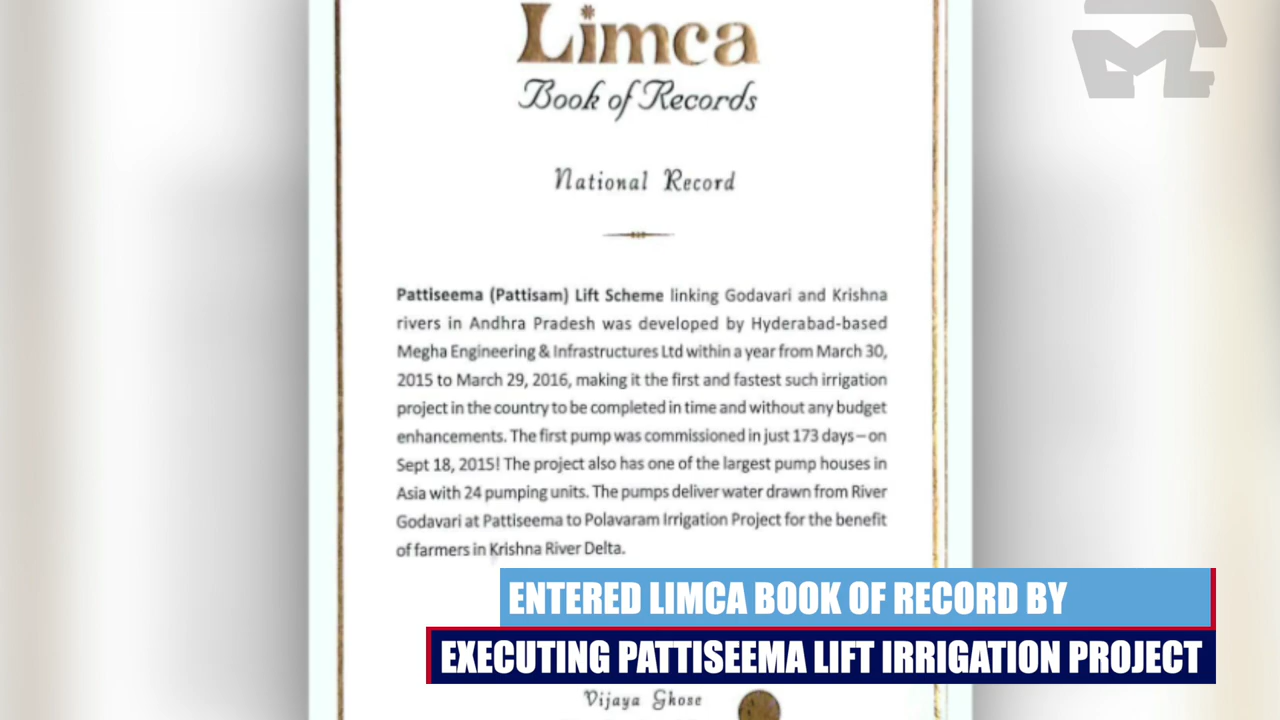 Limca
Book of Records
National Record
Pattiseema (Pattisam) Lift Scheme linking Godavari and Krishna
rivers in Andhra Pradesh was developed by Hyderabad-based
Megha Engineering & Infrastructures Ltd within a year from March 30,
2015 to March 29, 2016, making it the first and fastest such irrigation
project in the country to be completed in time and without any budget
enhancements. The first pump was commissioned in just 173 days–on
Sept 18, 2015! The project also has one of the largest pump houses in
Asia with 24 pumping units. The pumps deliver water drawn from River
Godavari at Pattiseema to Polavaram Irrigation Project for the benefit
of farmers in Krishna River Delta.
ENTERED LIMCA BOOK OF RECORD BY
EXECUTING PATTISEEMA LIFT IRRIGATION PROJECT
Vijaya Ghose